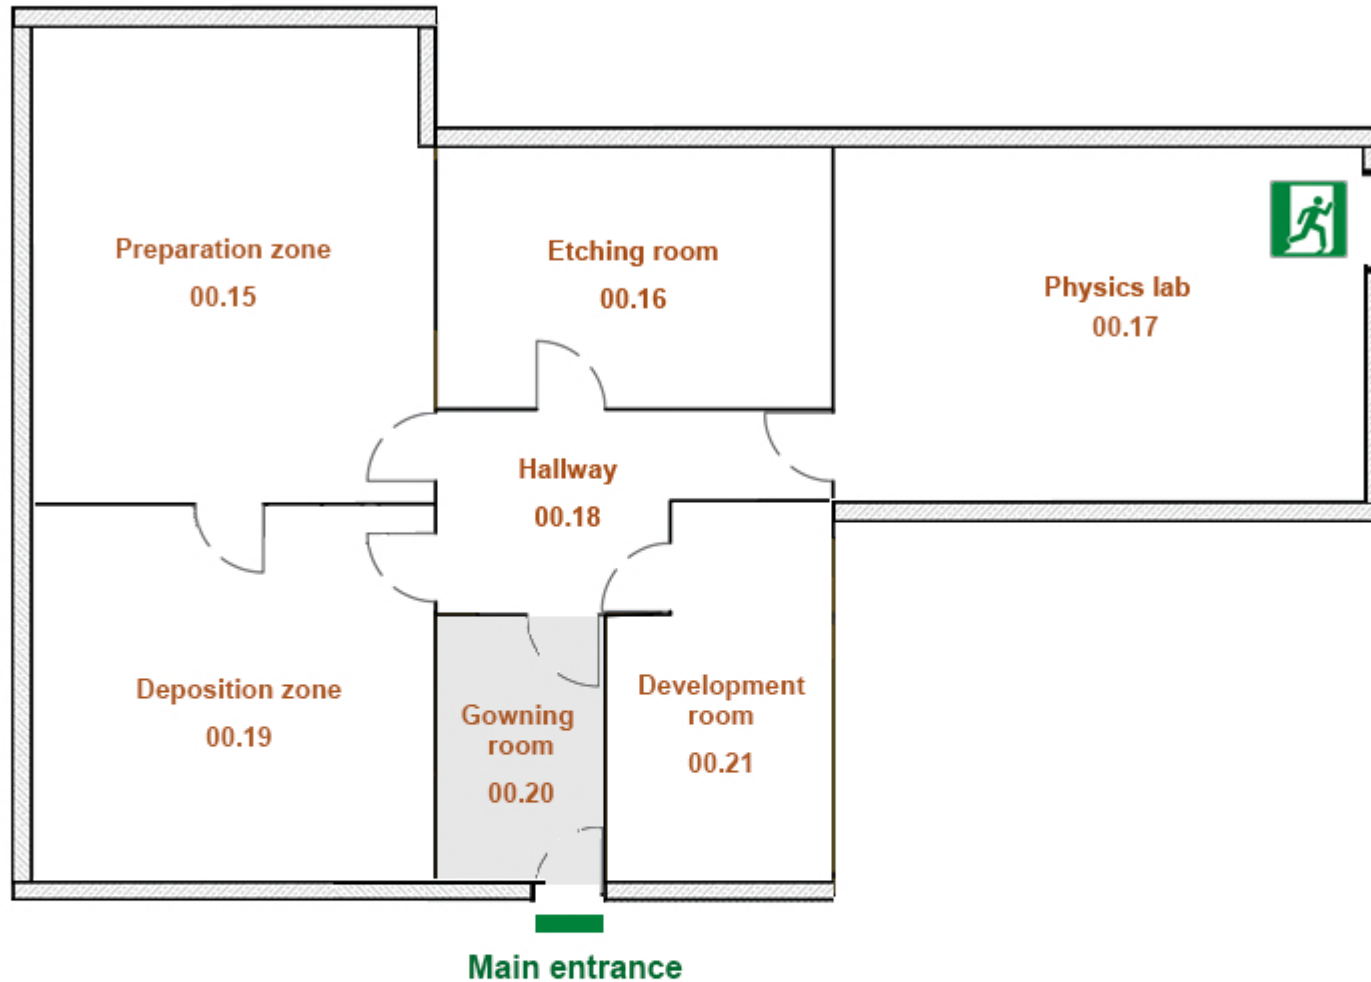 Preparation zone
00.15
Etching room
00.16
Physics lab
00.17
Hallway
00.18
Deposition zone
00.19
Gowning
room
00.20
Development
room
00.21
Main entrance